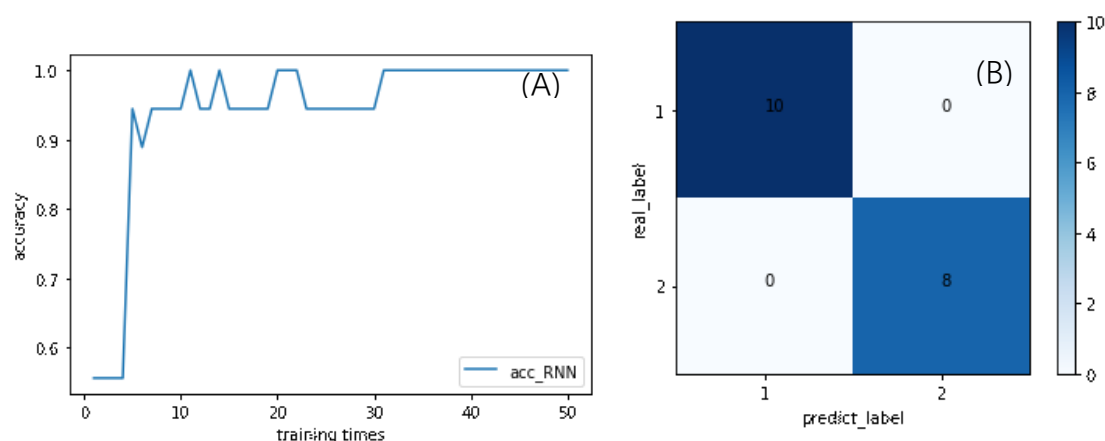 (A)
1.0
0.9
0.8
0.7
0.6
accuracy
0 10 20 30 40 50
training times
acc_RNN
(B)
10 0
0 8
1
2
real_label
1 2
predict_label
10
8
6
4
2
0